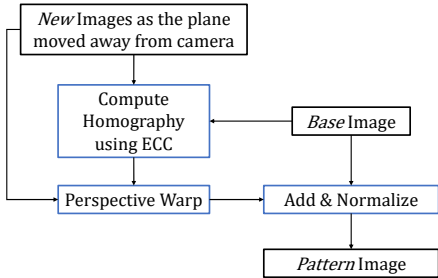 New Images as the plane
moved away from camera
Compute
Homography
using ECC
Base Image
Perspective Warp
Add & Normalize
Pattern Image